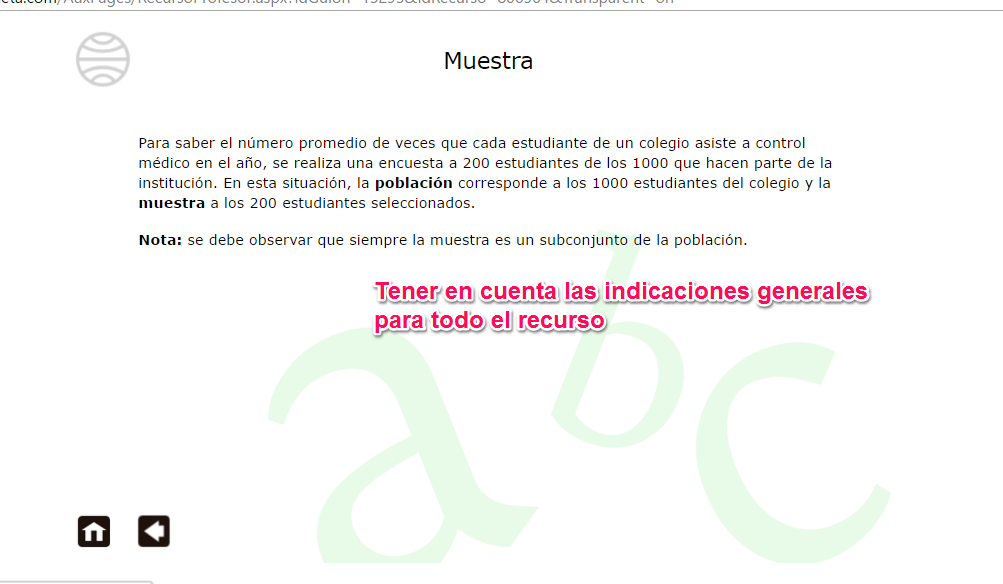 Muestra
Para saber el número promedio de veces que cada estudiante de un colegio asiste a control
médico en el año, se realiza una encuesta a 200 estudiantes de los 1000 que hacen parte de la
institución. En esta situación, la población corresponde a los 1000 estudiantes del colegio y la
muestra a los 200 estudiantes seleccionados.
Nota: se debe observar que siempre la muestra es un subconjunto de la población.
Tener en cuenta las indicaciones generales
para todo el recurso
abc